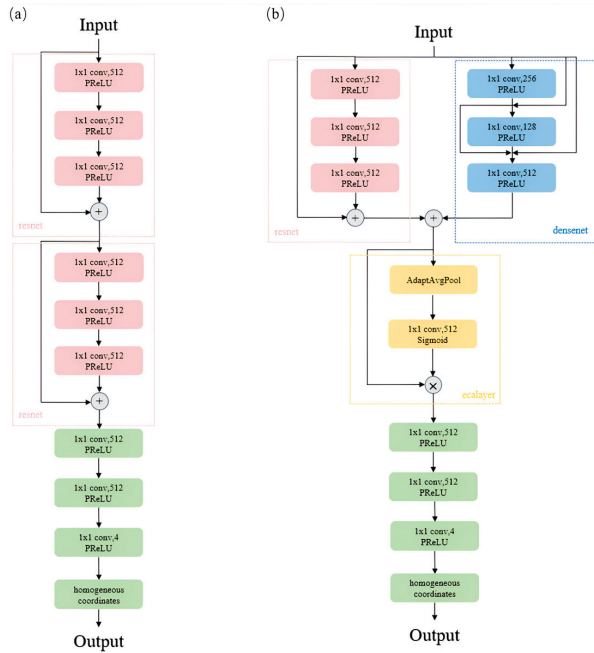 (a)
Input
1x1 conv,512
PReLU
1x1 conv,512
PReLU
1x1 conv,512
PReLU
+
resnet
1x1 conv,512
PReLU
1x1 conv,512
PReLU
1x1 conv,512
PReLU
+
resnet
1x1 conv,512
PReLU
1x1 conv,512
PReLU
1x1 conv,4
PReLU
homogeneous
coordinates
Output
(b)
Input
1x1 conv,512
PReLU
1x1 conv,512
PReLU
1x1 conv,512
PReLU
+
resnet
1x1 conv,256
PReLU
1x1 conv,128
PReLU
1x1 conv,512
PReLU
densenet
+
AdaptAvgPool
1x1 conv,512
Sigmoid
×
ecalayer
1x1 conv,512
PReLU
1x1 conv,512
PReLU
1x1 conv,4
PReLU
homogeneous
coordinates
Output